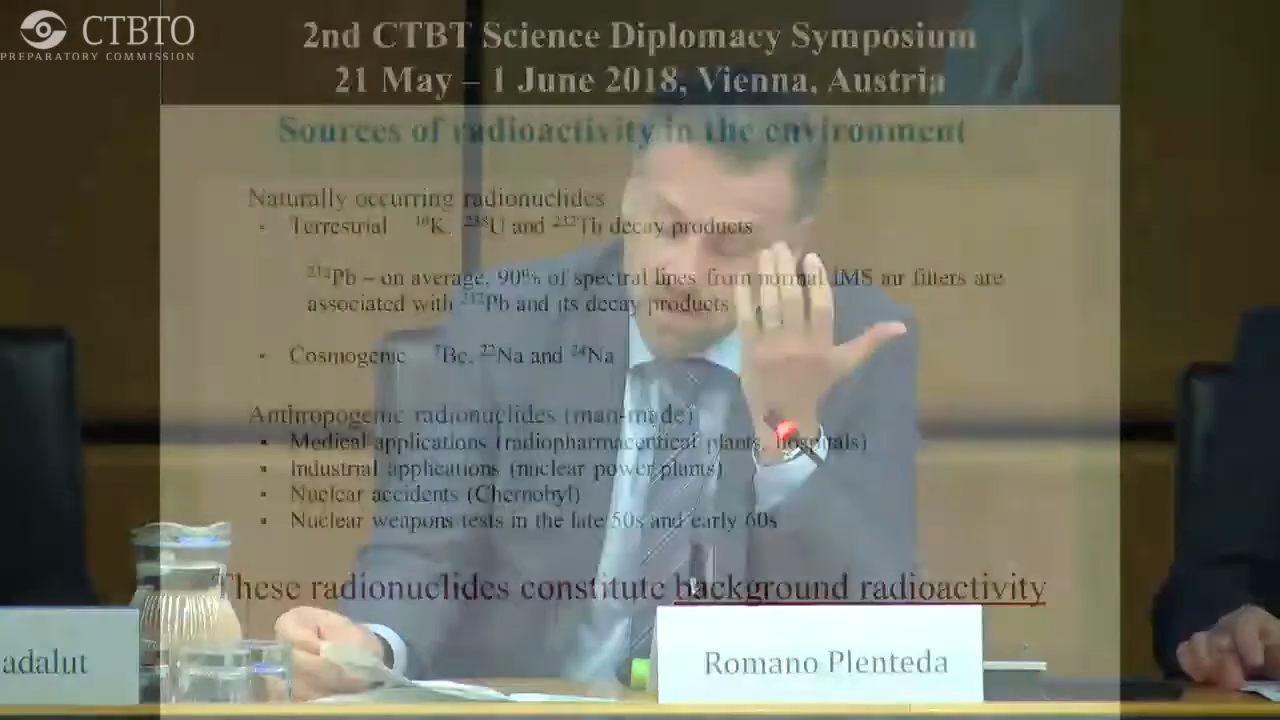 CTBTO
PREPARATORY COMMISSION
2nd CTBT Science Diplomacy Symposium
21 May – 1 June 2018, Vienna, Austria
Sources of radioactivity in the environment
Naturally occurring radionuclides
▪ Terrestrial ⁴⁰K, ²³⁸U and ²³²Th decay products
²¹²Pb – on average, 90% of spectral lines from normal IMS air filters are
associated with ²¹²Pb and its decay products
▪ Cosmogenic ⁷Be, ²²Na and ²⁴Na
Anthropogenic radionuclides (man-made)
▪ Medical applications (radiopharmaceutical plants, hospitals)
▪ Industrial applications (nuclear power plants)
▪ Nuclear accidents (Chernobyl)
▪ Nuclear weapons tests in the late 50s and early 60s
These radionuclides constitute background radioactivity
adalut
Romano Plenteda